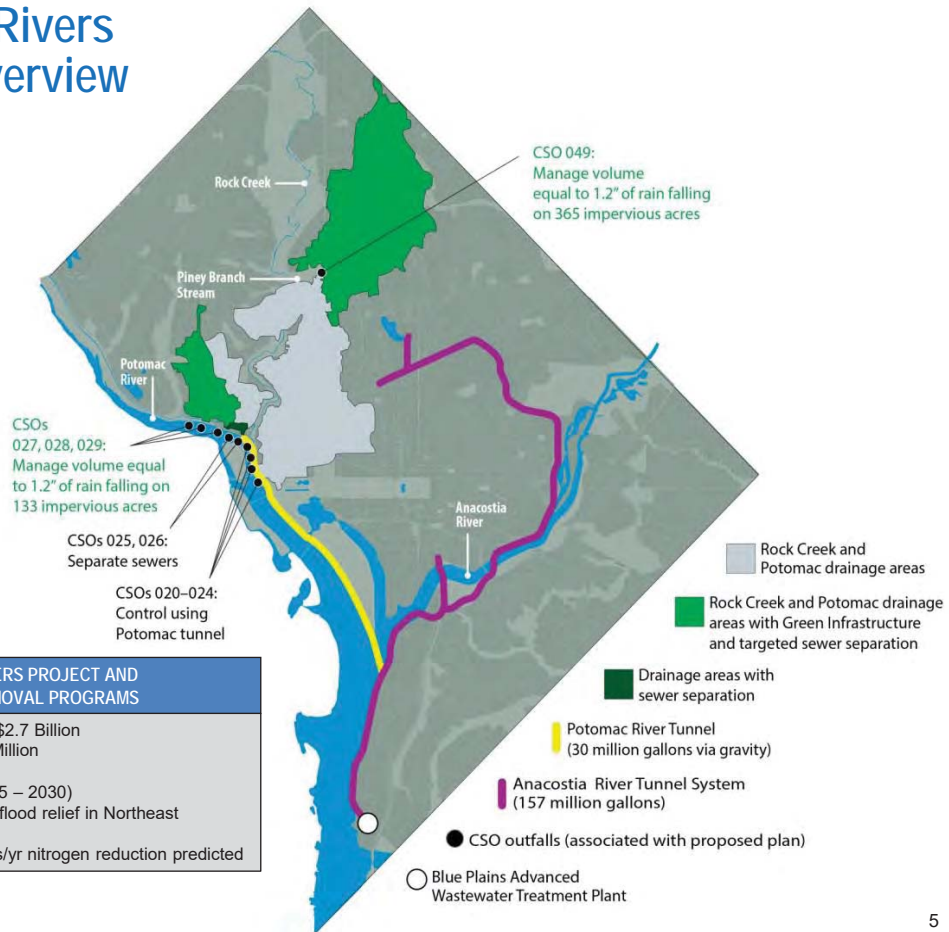 Rivers
verview
CSO 049:
Manage volume
equal to 1.2" of rain falling
on 365 impervious acres
Rock Creek
Piney Branch
Stream
Potomac
River
CSOs
027, 028, 029:
Manage volume equal
to 1.2" of rain falling on
133 impervious acres
CSOs 025, 026:
Separate sewers
CSOs 020–024:
Control using
Potomac tunnel
Anacostia
River
Rock Creek and
Potomac drainage areas
Rock Creek and Potomac drainage
areas with Green Infrastructure
and targeted sewer separation
Drainage areas with
sewer separation
Potomac River Tunnel
(30 million gallons via gravity)
Anacostia River Tunnel System
(157 million gallons)
CSO outfalls (associated with proposed plan)
Blue Plains Advanced
Wastewater Treatment Plant
ERS PROJECT AND
OVAL PROGRAMS
$2.7 Billion
Million
5 – 2030)
flood relief in Northeast
s/yr nitrogen reduction predicted
5